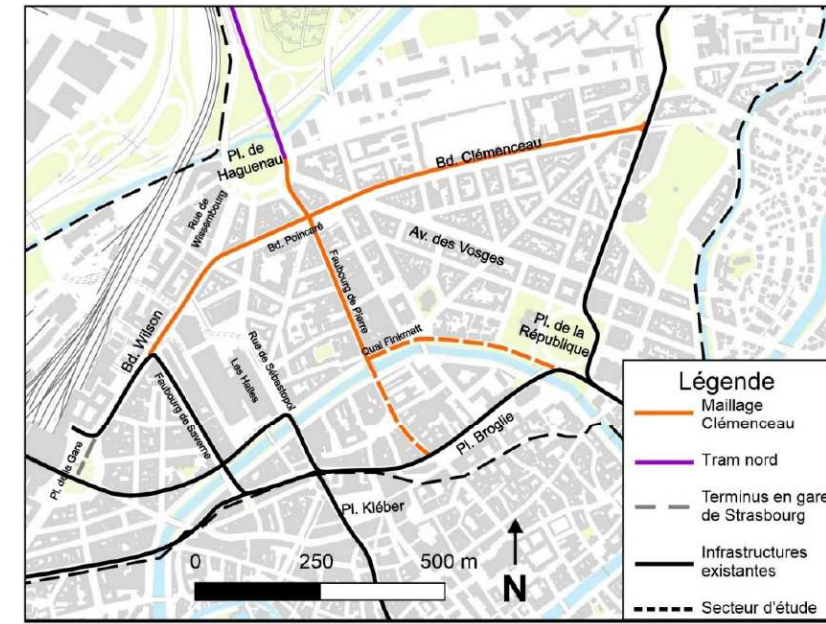 Pl. de
Haguenau
Bd. Clémenceau
Rue de
Wissembourg
Bd. Poincaré
Av. des Vosges
Faubourg de Pierre
Pl. de la
République
Quai Finkmatt
Bd. Wilson
Rue de Sébastopol
Les Halles
Faubourg de Saverne
Pl. Broglie
Pl. de la Gare
Pl. Kléber
0 250 500 m
N
Légende
Maillage
Clémenceau
Tram nord
Terminus en gare
de Strasbourg
Infrastructures
existantes
Secteur d'étude